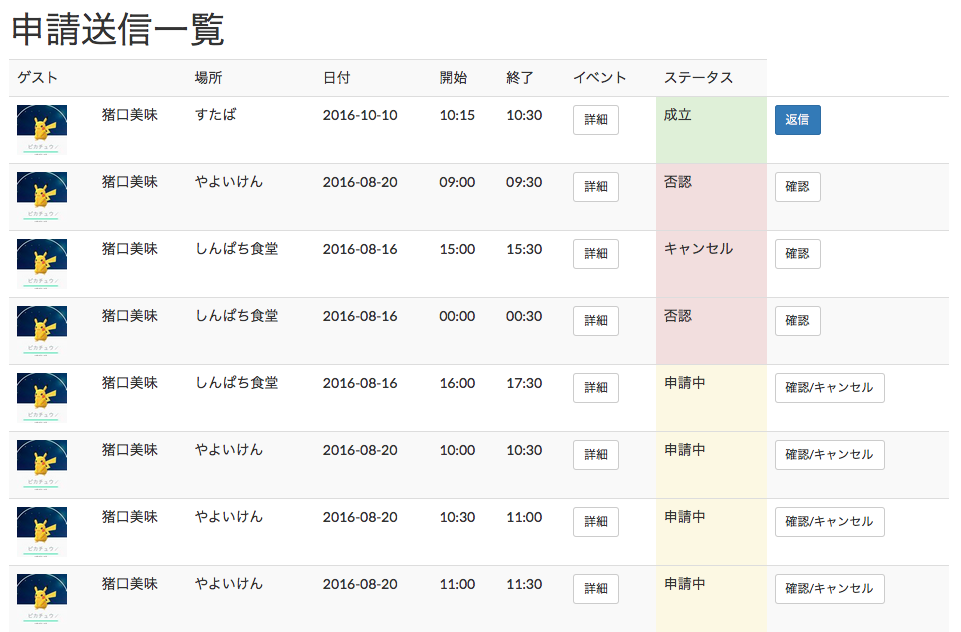 申請送信一覧
ゲスト 場所 日付 開始 終了 イベント ステータス
猪口美味 すたば 2016-10-10 10:15 10:30 詳細 成立 返信
ピカチュウ
猪口美味 やよいけん 2016-08-20 09:00 09:30 詳細 否認 確認
ピカチュウ
猪口美味 しんぱち食堂 2016-08-16 15:00 15:30 詳細 キャンセル 確認
ピカチュウ
猪口美味 しんぱち食堂 2016-08-16 00:00 00:30 詳細 否認 確認
ピカチュウ
猪口美味 しんぱち食堂 2016-08-16 16:00 17:30 詳細 申請中 確認/キャンセル
ピカチュウ
猪口美味 やよいけん 2016-08-20 10:00 10:30 詳細 申請中 確認/キャンセル
ピカチュウ
猪口美味 やよいけん 2016-08-20 10:30 11:00 詳細 申請中 確認/キャンセル
ピカチュウ
猪口美味 やよいけん 2016-08-20 11:00 11:30 詳細 申請中 確認/キャンセル
ピカチュウ